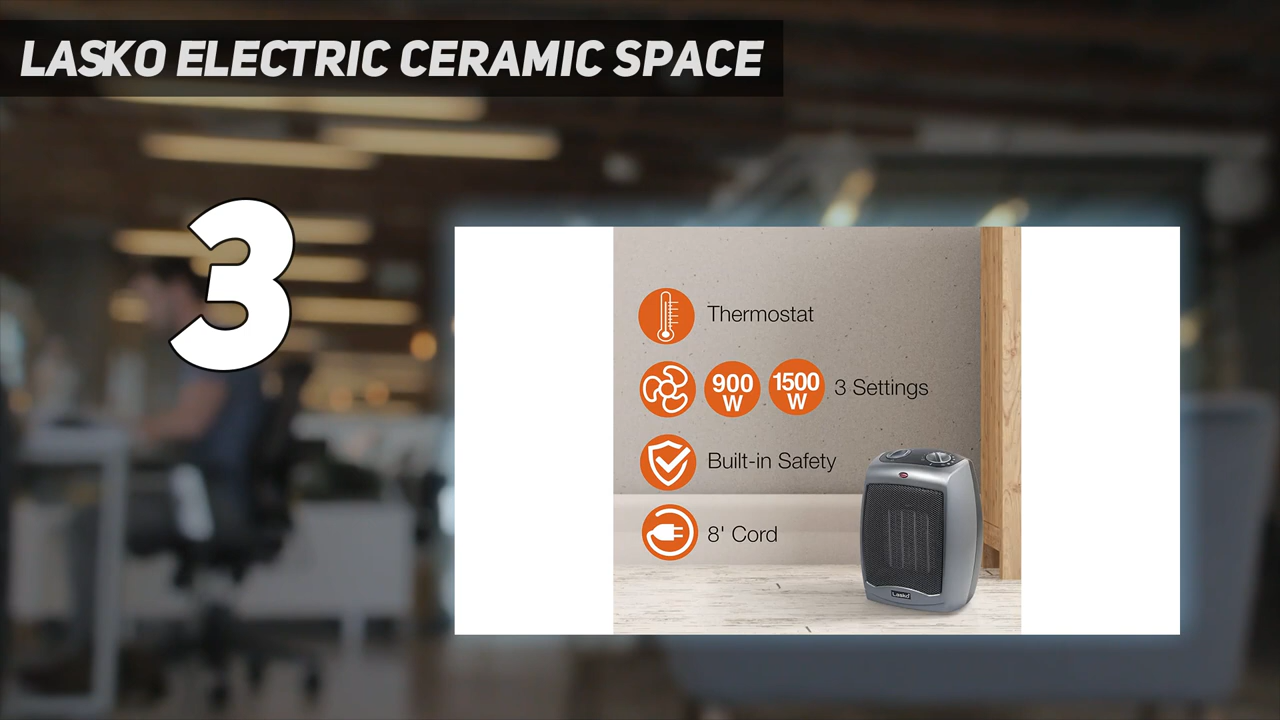 LASKO ELECTRIC CERAMIC SPACE
3
Thermostat
900 W 1500 W 3 Settings
Built-in Safety
8' Cord
Lasko